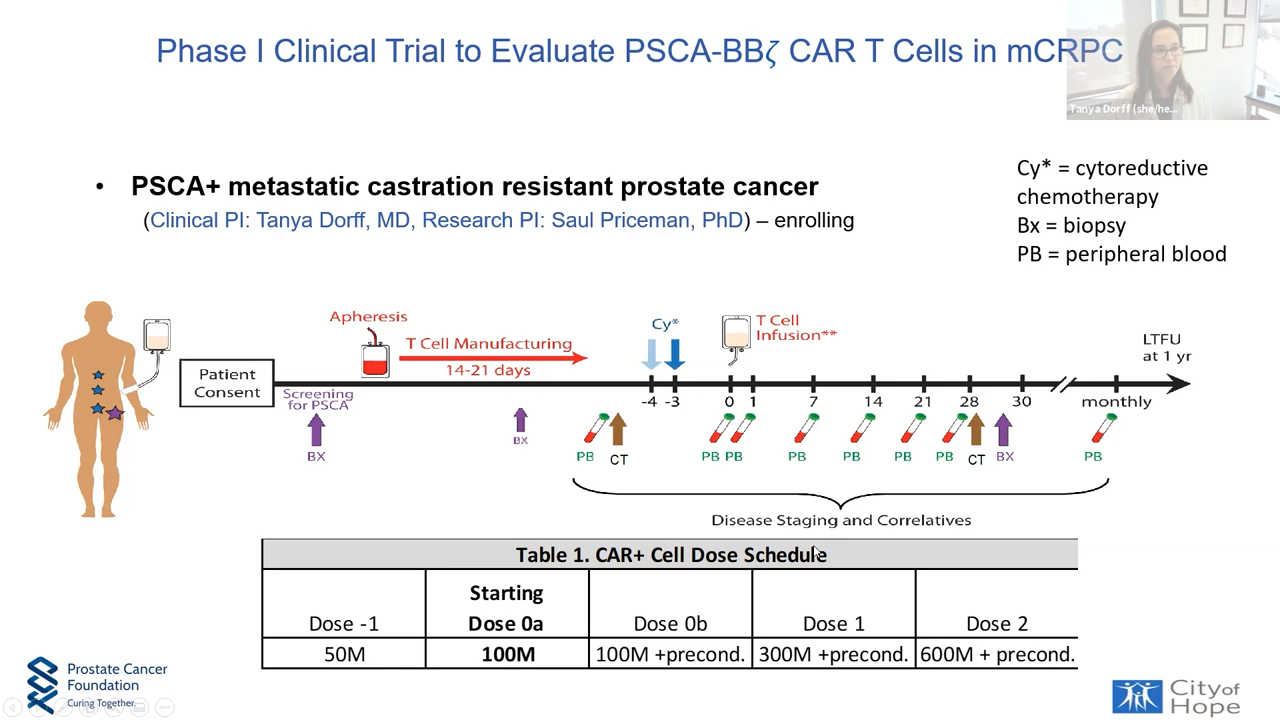 Phase I Clinical Trial to Evaluate PSCA-BBζ CAR T Cells in mCRPC
Tanya Dorff (she/he...
• PSCA+ metastatic castration resistant prostate cancer
(Clinical PI: Tanya Dorff, MD, Research PI: Saul Priceman, PhD) – enrolling
Cy* = cytoreductive
chemotherapy
Bx = biopsy
PB = peripheral blood
Apheresis
T Cell Manufacturing
14-21 days
Cy*
T Cell
Infusion**
LTFU
at 1 yr
Patient
Consent
Screening
for PSCA
-4 -3 0 1 7 14 21 28 30 monthly
BX
BX
PB CT PB PB PB PB PB PB CT BX PB
Disease Staging and Correlatives
Table 1. CAR+ Cell Dose Schedule
Dose -1
Starting
Dose 0a
Dose 0b
Dose 1
Dose 2
50M
100M
100M +precond.
300M +precond.
600M + precond.
Prostate Cancer
Foundation
Curing Together.
City of
Hope